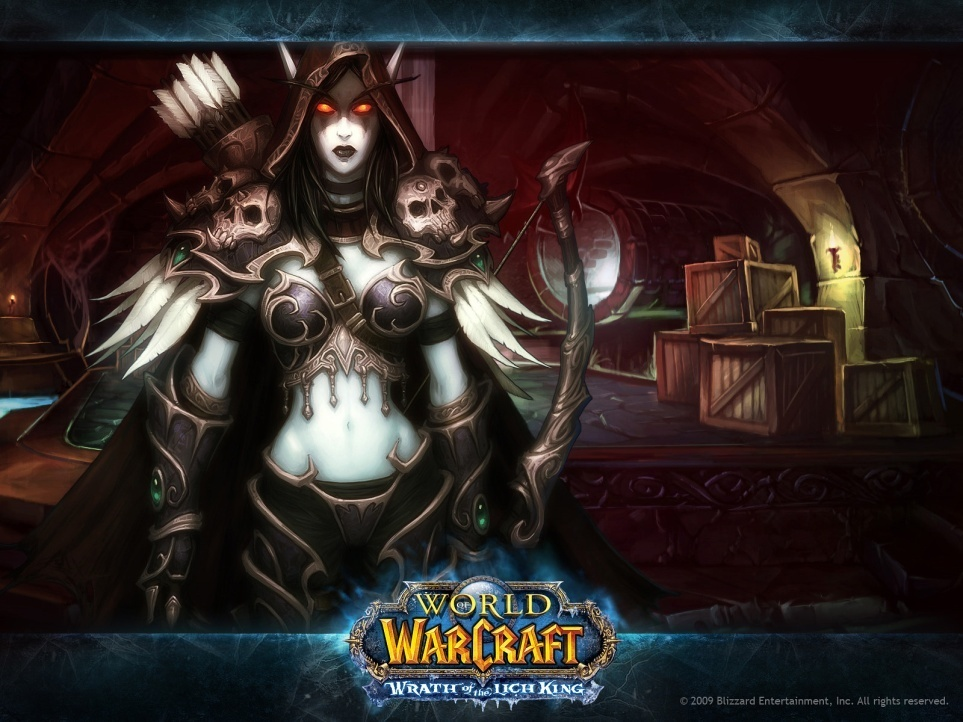 WORLD
OF
WARCRAFT
WRATH of the LICH KING
© 2009 Blizzard Entertainment, Inc. All rights reserved.